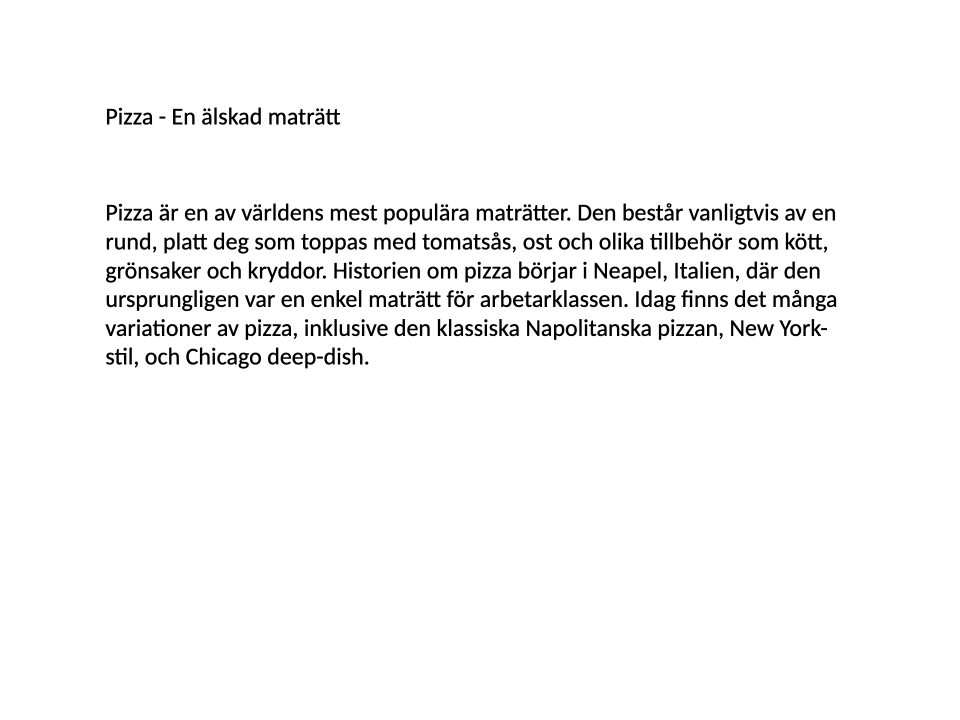 Pizza - En älskad maträtt
Pizza är en av världens mest populära maträtter. Den består vanligtvis av en
rund, platt deg som toppas med tomatsås, ost och olika tillbehör som kött,
grönsaker och kryddor. Historien om pizza börjar i Neapel, Italien, där den
ursprungligen var en enkel maträtt för arbetarklassen. Idag finns det många
variationer av pizza, inklusive den klassiska Napolitanska pizzan, New York-
stil, och Chicago deep-dish.